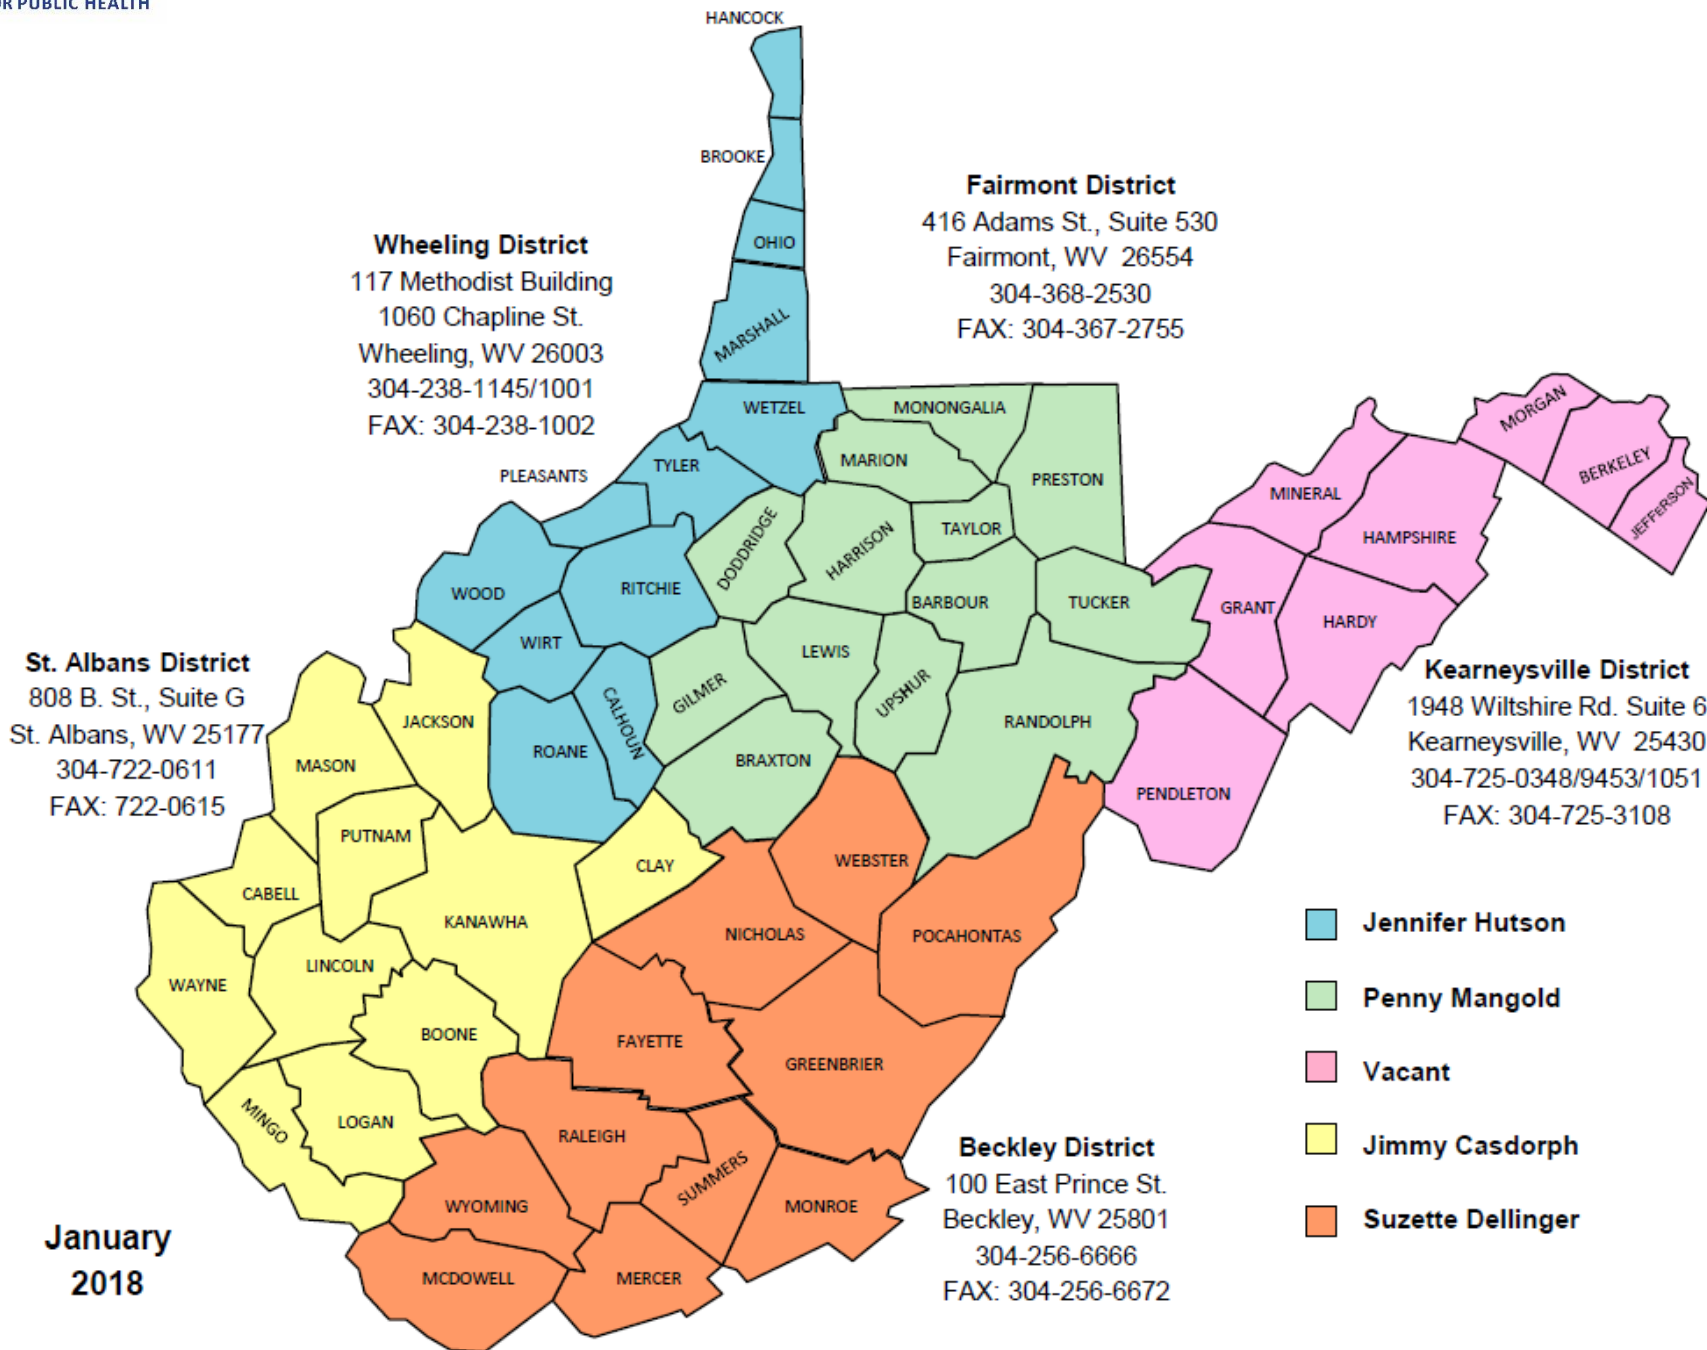 OR PUBLIC HEALTH
HANCOCK
BROOKE
OHIO
MARSHALL
Wheeling District
117 Methodist Building
1060 Chapline St.
Wheeling, WV 26003
304-238-1145/1001
FAX: 304-238-1002
Fairmont District
416 Adams St., Suite 530
Fairmont, WV 26554
304-368-2530
FAX: 304-367-2755
WETZEL
MONONGALIA
MARION
PRESTON
TYLER
PLEASANTS
DODDRIDGE
HARRISON
TAYLOR
MORGAN
BERKELEY
JEFFERSON
MINERAL
HAMPSHIRE
WOOD
RITCHIE
BARBOUR
TUCKER
GRANT
HARDY
WIRT
LEWIS
St. Albans District
808 B. St., Suite G
St. Albans, WV 25177
304-722-0611
FAX: 722-0615
Kearneysville District
1948 Wiltshire Rd. Suite 6
Kearneysville, WV 25430
304-725-0348/9453/1051
FAX: 304-725-3108
JACKSON
CALHOUN
GILMER
UPSHUR
RANDOLPH
MASON
ROANE
BRAXTON
PENDLETON
PUTNAM
CLAY
WEBSTER
CABELL
KANAWHA
NICHOLAS
POCAHONTAS
WAYNE
LINCOLN
BOONE
FAYETTE
GREENBRIER
MINGO
LOGAN
RALEIGH
SUMMERS
WYOMING
MONROE
MCDOWELL
MERCER
Beckley District
100 East Prince St.
Beckley, WV 25801
304-256-6666
FAX: 304-256-6672
Jennifer Hutson
Penny Mangold
Vacant
Jimmy Casdorph
Suzette Dellinger
January
2018